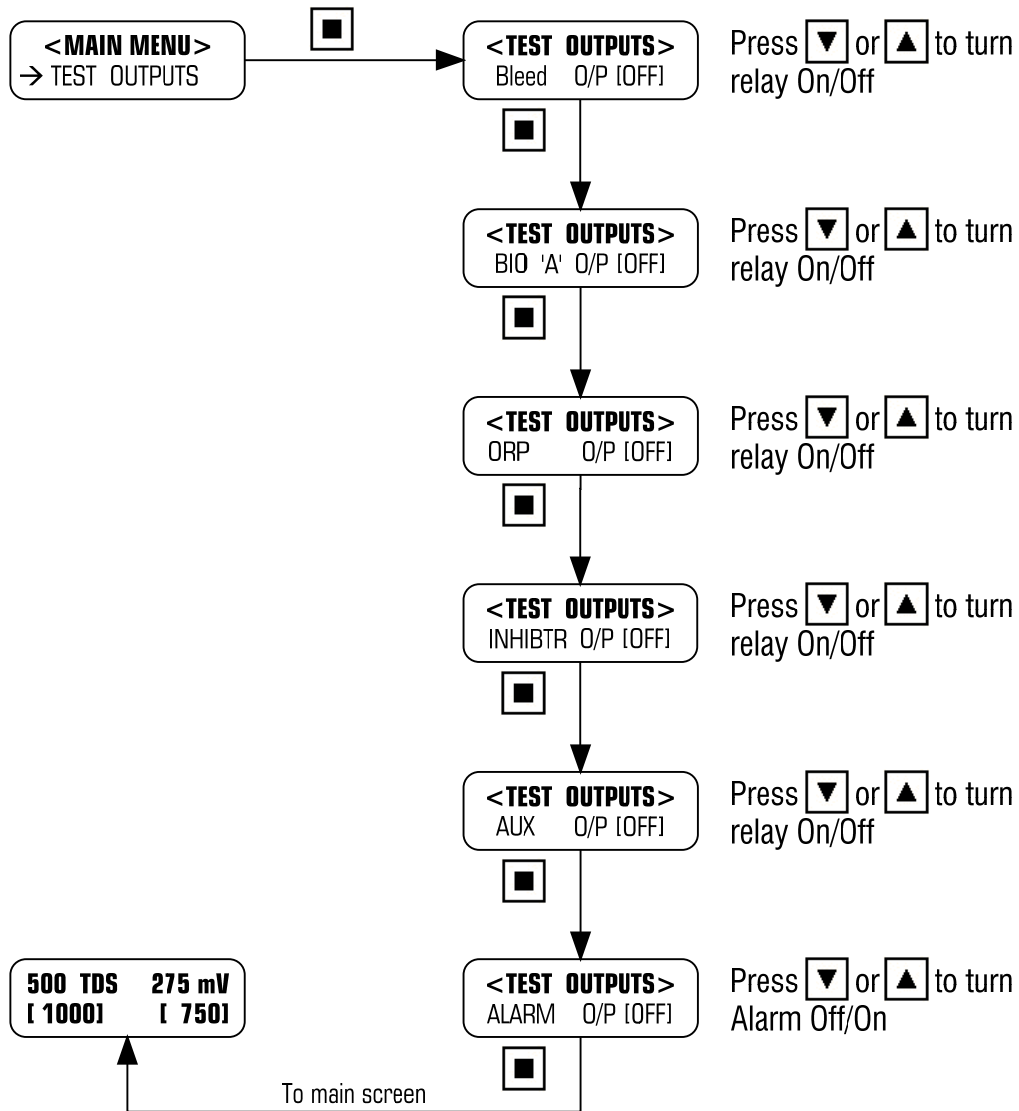 <MAIN MENU>
→ TEST OUTPUTS
<TEST OUTPUTS>
Bleed O/P [OFF]
Press ▼ or ▲ to turn
relay On/Off
<TEST OUTPUTS>
BIO 'A' O/P [OFF]
Press ▼ or ▲ to turn
relay On/Off
<TEST OUTPUTS>
ORP O/P [OFF]
Press ▼ or ▲ to turn
relay On/Off
<TEST OUTPUTS>
INHIBTR O/P [OFF]
Press ▼ or ▲ to turn
relay On/Off
<TEST OUTPUTS>
AUX O/P [OFF]
Press ▼ or ▲ to turn
relay On/Off
500 TDS 275 mV
[ 1000] [ 750]
<TEST OUTPUTS>
ALARM O/P [OFF]
Press ▼ or ▲ to turn
Alarm Off/On
To main screen